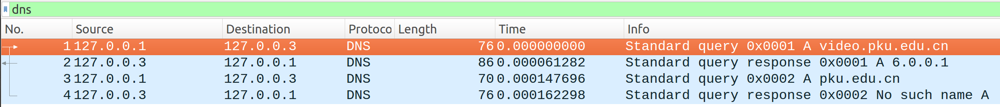 dns
No. Source Destination Protoco Length Time Info
1 127.0.0.1 127.0.0.3 DNS 76 0.000000000 Standard query 0x0001 A video.pku.edu.cn
2 127.0.0.3 127.0.0.1 DNS 86 0.000061282 Standard query response 0x0001 A 6.0.0.1
3 127.0.0.1 127.0.0.3 DNS 70 0.000147696 Standard query 0x0002 A pku.edu.cn
4 127.0.0.3 127.0.0.1 DNS 76 0.000162298 Standard query response 0x0002 No such name A